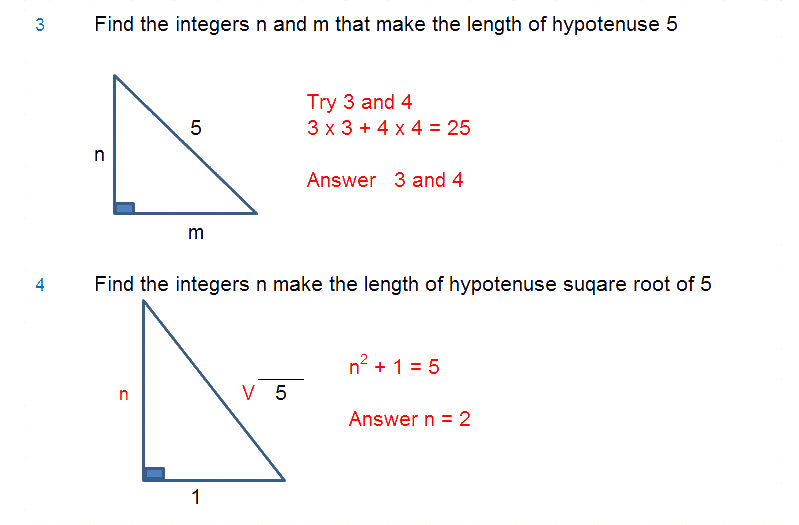 3 Find the integers n and m that make the length of hypotenuse 5
Try 3 and 4
5
3 x 3 + 4 x 4 = 25
n
Answer 3 and 4
m
4 Find the integers n make the length of hypotenuse suqare root of 5
n² + 1 = 5
n
V 5
Answer n = 2
1